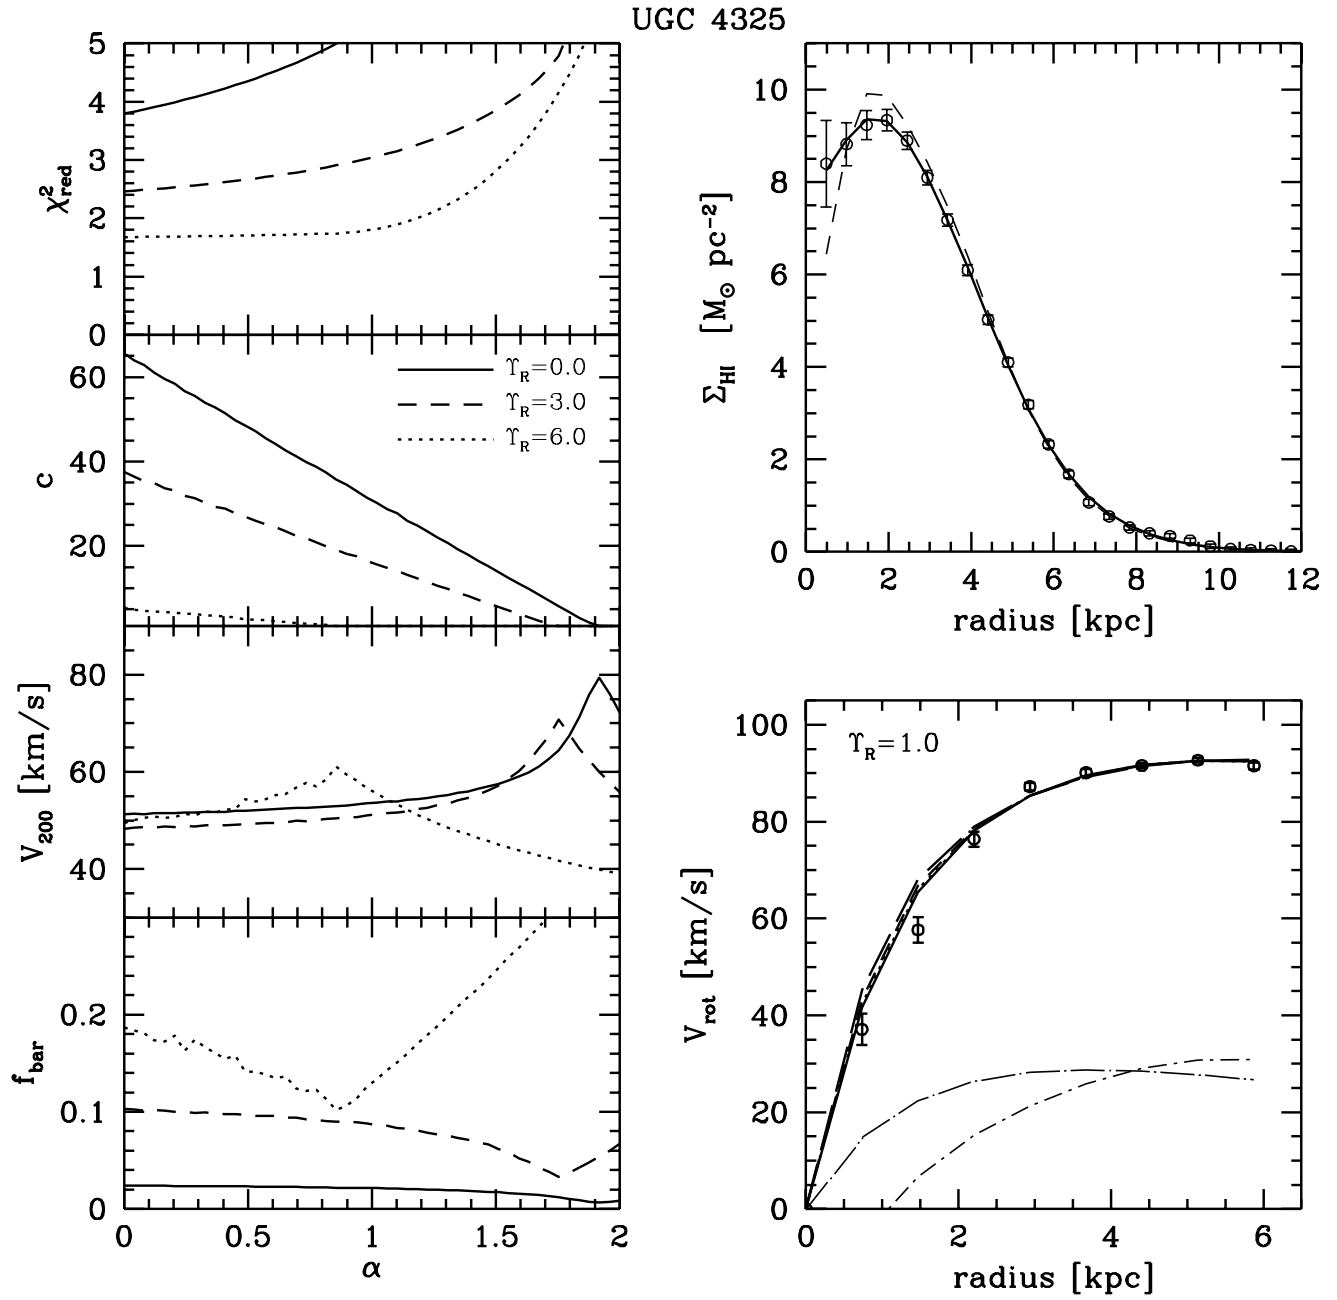 UGC 4325
5
4
3
2
1
0
χ²red
60
40
20
c
ϒR=0.0
ϒR=3.0
ϒR=6.0
80
60
40
V200 [km/s]
0.2
0.1
0
fbar
0 0.5 1 1.5 2
α
10
8
6
4
2
0
ΣHI [M⊙ pc⁻²]
0 2 4 6 8 10 12
radius [kpc]
100
80
60
40
20
0
Vrot [km/s]
ϒR=1.0
0 2 4 6
radius [kpc]